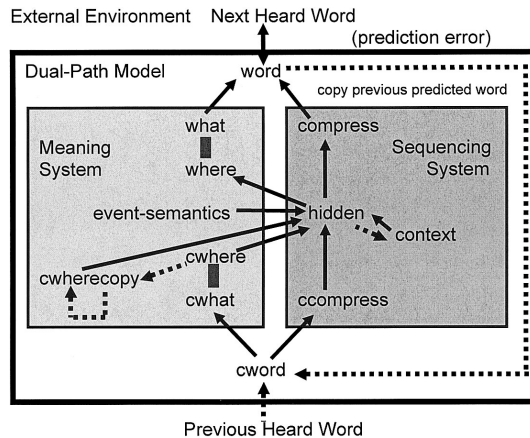 External Environment
Next Heard Word
(prediction error)
Dual-Path Model
word
copy previous predicted word
what
compress
Meaning
System
Sequencing
System
where
event-semantics
hidden
context
cwhere
cwherecopy
cwhat
ccompress
cword
Previous Heard Word